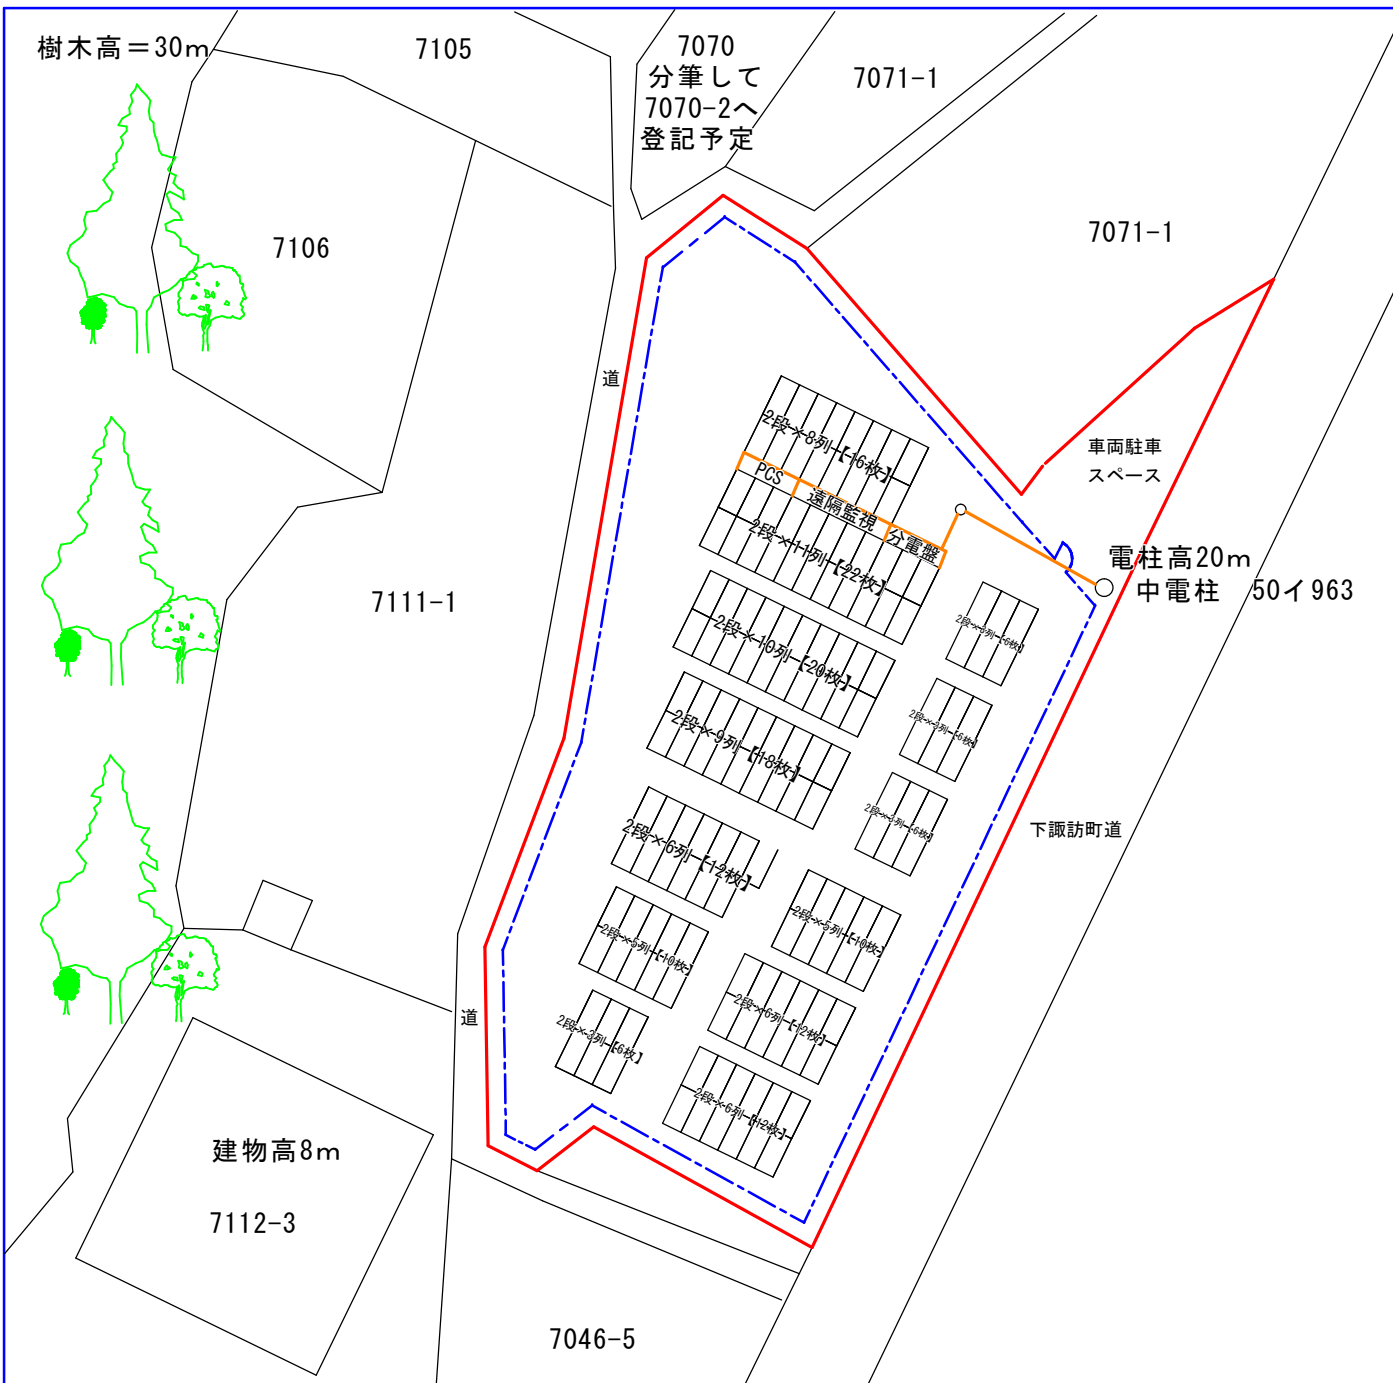 樹木高＝30m
7105
7070
分筆して
7070-2へ
登記予定
7071-1
7106
7071-1
道
車両駐車
スペース
2段×8列【16枚】
PCS
遠隔監視
分電盤
2段×11列【22枚】
電柱高20m
中電柱　50イ963
7111-1
2段×3列【6枚】
2段×10列【20枚】
2段×3列【6枚】
2段×9列【18枚】
2段×3列【6枚】
下諏訪町道
2段×6列【12枚】
2段×5列【10枚】
2段×5列【10枚】
道
2段×6列【12枚】
2段×3列【6枚】
2段×6列【12枚】
建物高8m
7112-3
7046-5